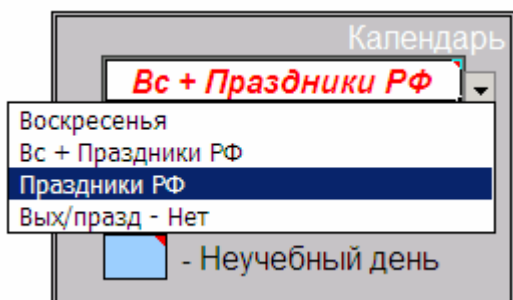 Календарь
Вс + Праздники РФ
Воскресенья
Вс + Праздники РФ
Праздники РФ
Вых/празд - Нет
- Неучебный день